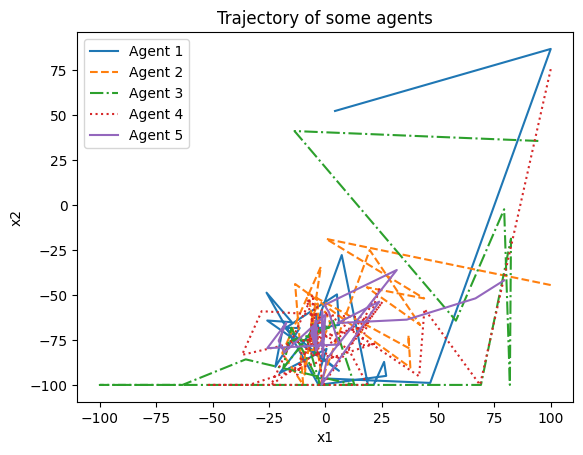 Trajectory of some agents
Agent 1
Agent 2
Agent 3
Agent 4
Agent 5
75
50
25
0
−25
−50
−75
−100
x2
−100 −75 −50 −25 0 25 50 75 100
x1